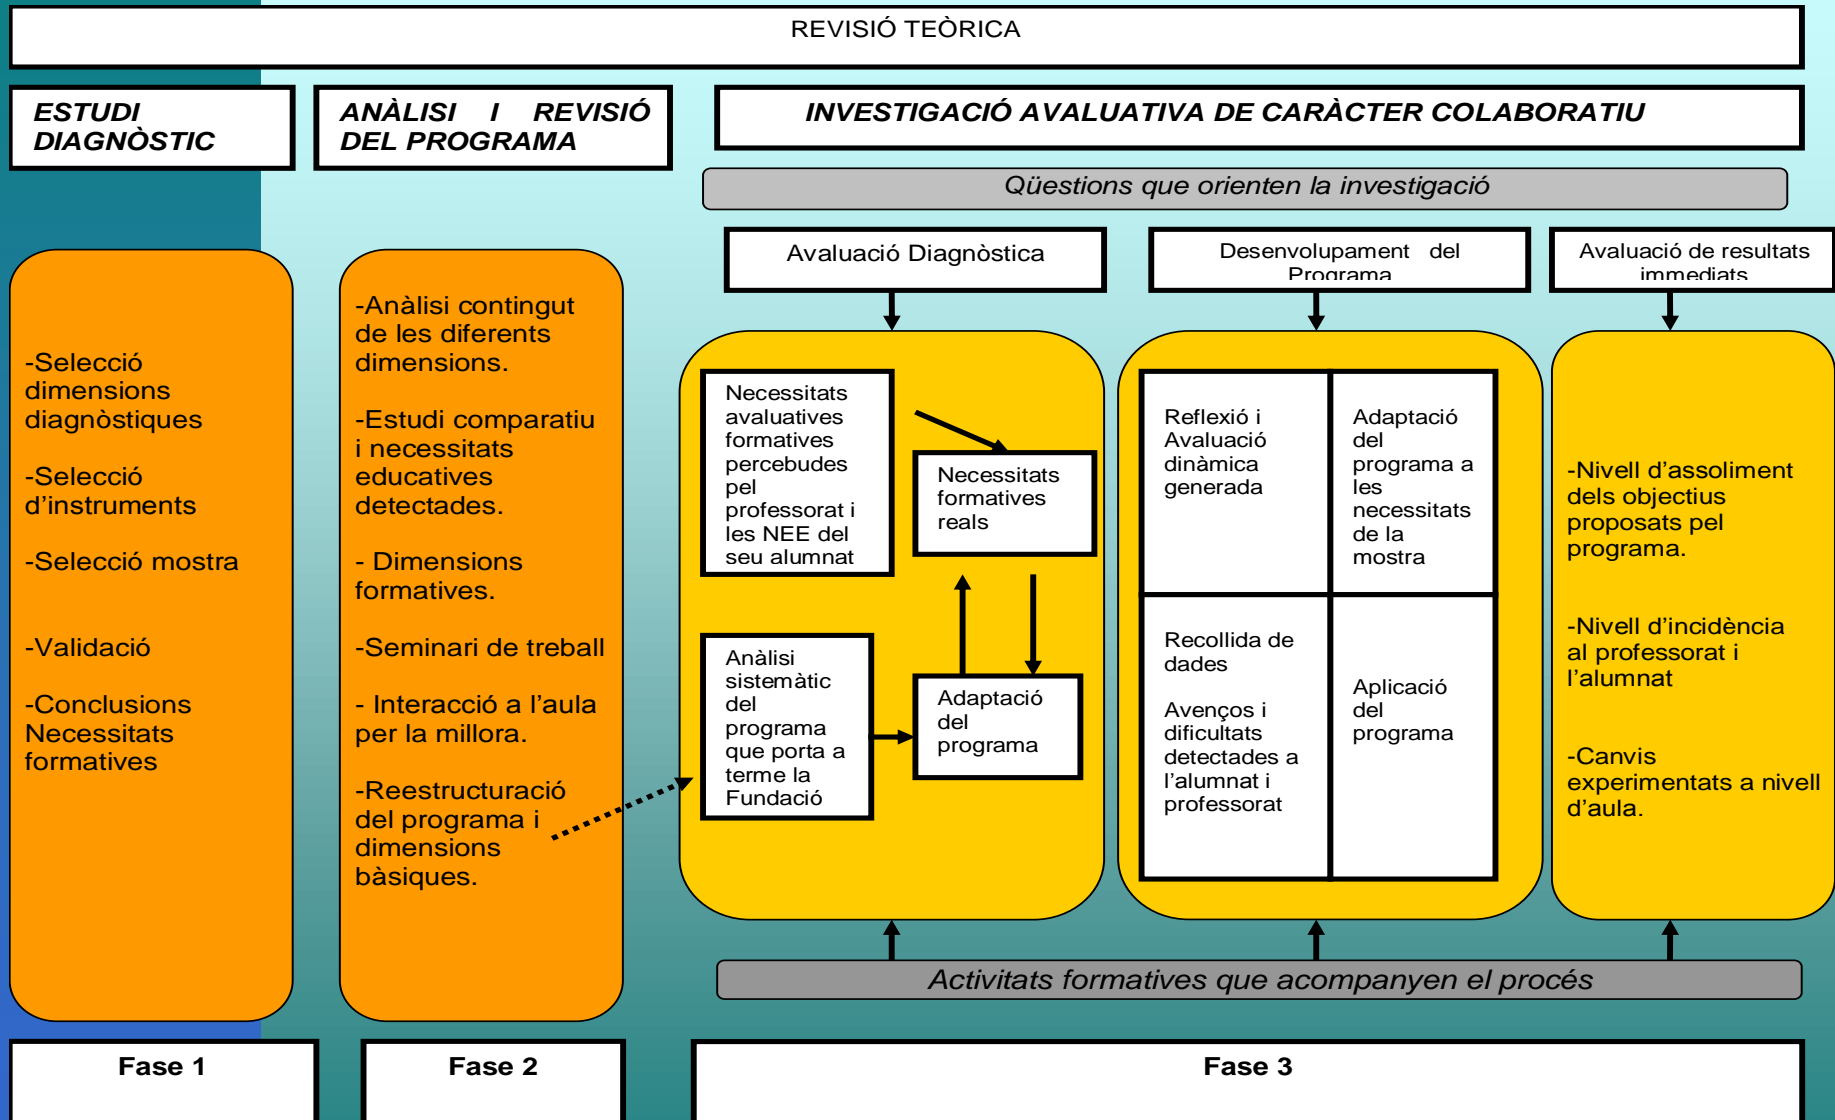 REVISIÓ TEÒRICA
ESTUDI
DIAGNÒSTIC
ANÀLISI I REVISIÓ
DEL PROGRAMA
INVESTIGACIÓ AVALUATIVA DE CARÀCTER COLABORATIU
Qüestions que orienten la investigació
-Selecció
dimensions
diagnòstiques
-Selecció
d’instruments
-Selecció mostra
-Validació
-Conclusions
Necessitats
formatives
-Anàlisi contingut
de les diferents
dimensions.
-Estudi comparatiu
i necessitats
educatives
detectades.
- Dimensions
formatives.
-Seminari de treball
- Interacció a l’aula
per la millora.
-Reestructuració
del programa i
dimensions
bàsiques.
Avaluació Diagnòstica
Necessitats
avaluatives
formatives
percebudes
pel
professorat i
les NEE del
seu alumnat
Necessitats
formatives
reals
Anàlisi
sistemàtic
del
programa
que porta a
terme la
Fundació
Adaptació
del
programa
Desenvolupament del
Programa
Reflexió i
Avaluació
dinàmica
generada
Adaptació
del
programa a
les
necessitats
de la
mostra
Recollida de
dades
Avenços i
dificultats
detectades a
l’alumnat i
professorat
Aplicació
del
programa
Avaluació de resultats
immediats
-Nivell d’assoliment
dels objectius
proposats pel
programa.
-Nivell d’incidència
al professorat i
l’alumnat
-Canvis
experimentats a nivell
d’aula.
Activitats formatives que acompanyen el procés
Fase 1
Fase 2
Fase 3